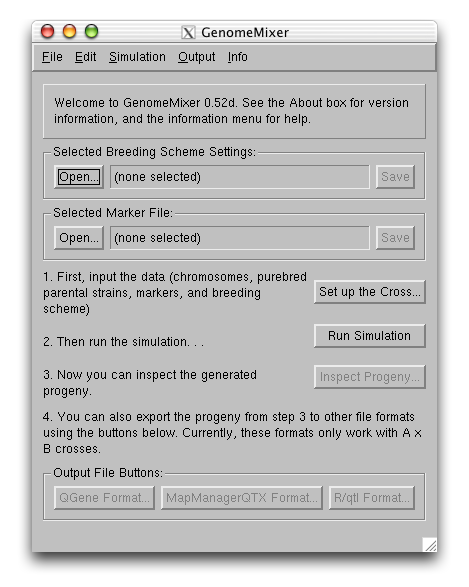 X GenomeMixer
File Edit Simulation Output Info
Welcome to GenomeMixer 0.52d. See the About box for version
information, and the information menu for help.
Selected Breeding Scheme Settings:
Open... (none selected) Save
Selected Marker File:
Open... (none selected) Save
1. First, input the data (chromosomes, purebred
parental strains, markers, and breeding
scheme)
Set up the Cross...
2. Then run the simulation. . .
Run Simulation
3. Now you can inspect the generated
progeny.
Inspect Progeny...
4. You can also export the progeny from step 3 to other file formats
using the buttons below. Currently, these formats only work with A x
B crosses.
Output File Buttons:
QGene Format... MapManagerQTX Format... R/qtl Format...